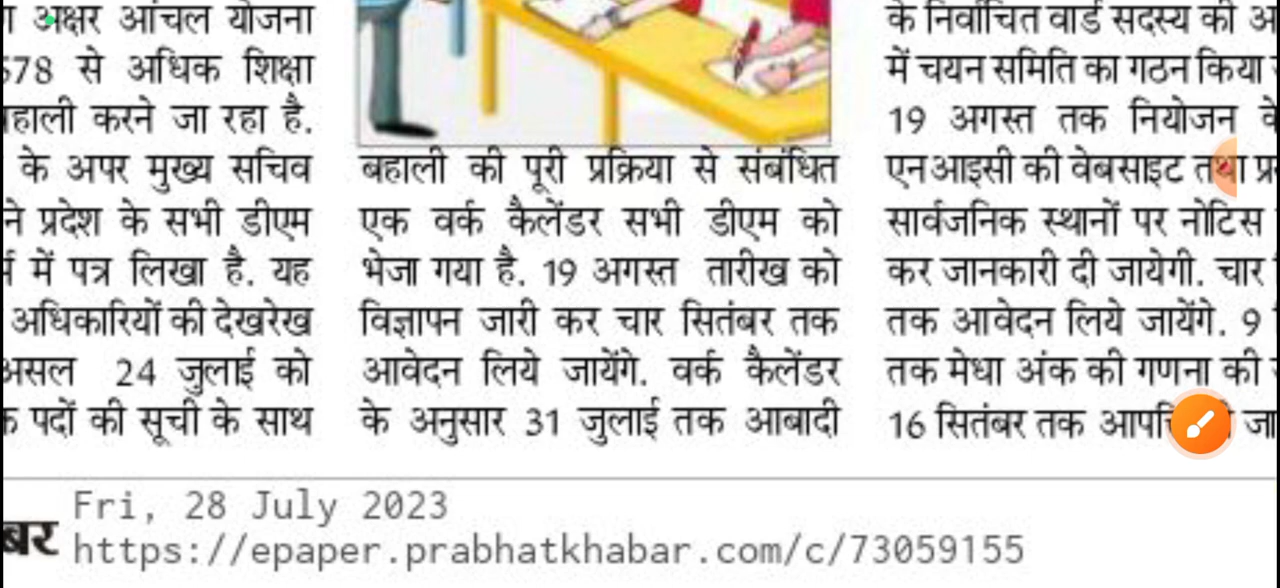 अक्षर आंचल योजना
578 से अधिक शिक्षा
बहाली करने जा रहा है.
के अपर मुख्य सचिव
ने प्रदेश के सभी डीएम
में पत्र लिखा है. यह
अधिकारियों की देखरेख
असल 24 जुलाई को
पदों की सूची के साथ
बहाली की पूरी प्रक्रिया से संबंधित
एक वर्क कैलेंडर सभी डीएम को
भेजा गया है. 19 अगस्त तारीख को
विज्ञापन जारी कर चार सितंबर तक
आवेदन लिये जायेंगे. वर्क कैलेंडर
के अनुसार 31 जुलाई तक आबादी
के निर्वाचित वार्ड सदस्य की
में चयन समिति का गठन किया
19 अगस्त तक नियोजन
एनआइसी की वेबसाइट तथा
सार्वजनिक स्थानों पर नोटिस
कर जानकारी दी जायेगी. चार
तक आवेदन लिये जायेंगे. 9
तक मेधा अंक की गणना की
16 सितंबर तक
Fri, 28 July 2023
बर https://epaper.prabhatkhabar.com/c/73059155